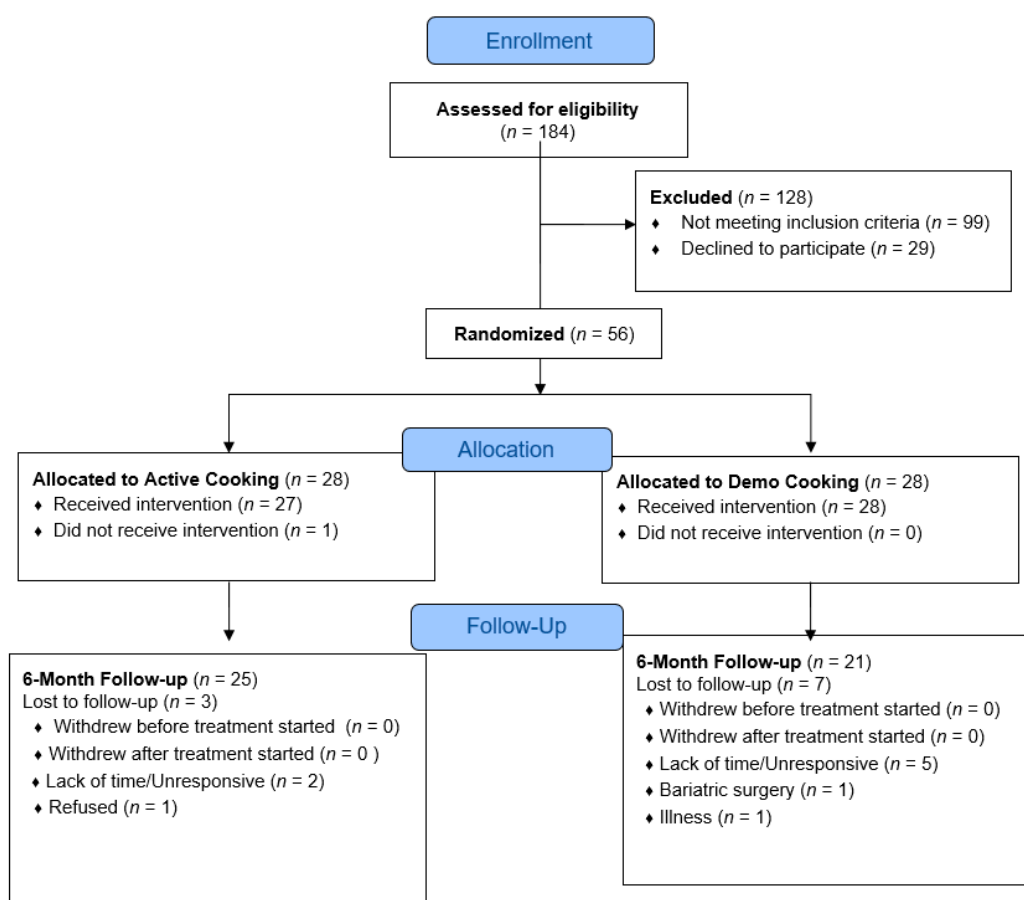 Enrollment
Assessed for eligibility
(n = 184)
Excluded (n = 128)
♦ Not meeting inclusion criteria (n = 99)
♦ Declined to participate (n = 29)
Randomized (n = 56)
Allocation
Allocated to Active Cooking (n = 28)
♦ Received intervention (n = 27)
♦ Did not receive intervention (n = 1)
Allocated to Demo Cooking (n = 28)
♦ Received intervention (n = 28)
♦ Did not receive intervention (n = 0)
Follow-Up
6-Month Follow-up (n = 25)
Lost to follow-up (n = 3)
♦ Withdrew before treatment started (n = 0)
♦ Withdrew after treatment started (n = 0 )
♦ Lack of time/Unresponsive (n = 2)
♦ Refused (n = 1)
6-Month Follow-up (n = 21)
Lost to follow-up (n = 7)
♦ Withdrew before treatment started (n = 0)
♦ Withdrew after treatment started (n = 0)
♦ Lack of time/Unresponsive (n = 5)
♦ Bariatric surgery (n = 1)
♦ Illness (n = 1)